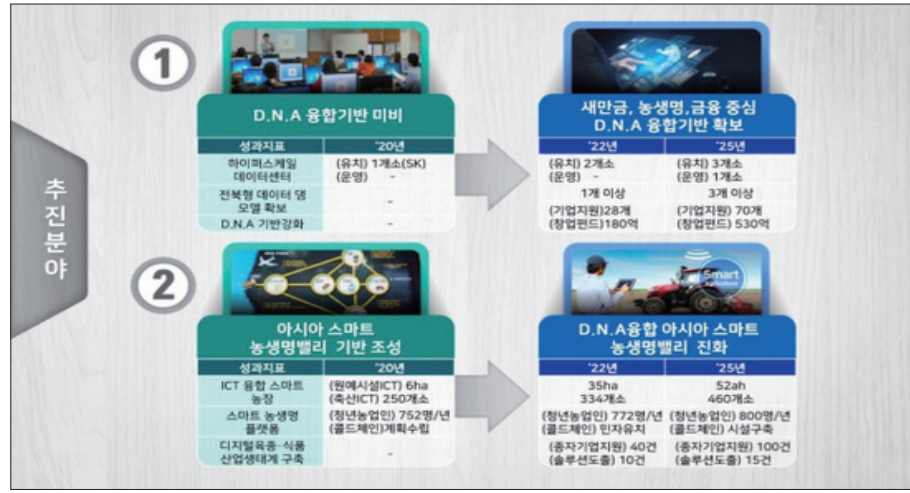 추진분야
1
D.N.A 융합기반 미비
성과지표 '20년
하이퍼스케일 데이터센터 (유치) 1개소(SK)
(운영) -
전북형 데이터 댐 모델 확보 -
D.N.A 기반강화 -
새만금, 농생명,금융 중심
D.N.A 융합기반 확보
'22년 '25년
(유치) 2개소 (유치) 3개소
(운영) - (운영) 1개소
1개 이상 3개 이상
(기업지원)28개 (기업지원) 70개
(창업펀드)180억 (창업펀드) 530억
2
아시아 스마트
농생명밸리 기반 조성
성과지표 '20년
ICT 융합 스마트 농장 (원예시설ICT) 6ha
(축산ICT) 250개소
스마트 농생명 플랫폼 (청년농업인) 752명/년
(콜드체인)계획수립
디지털육종·식품 산업생태계 구축 -
Smart
Agriculture
D.N.A융합 아시아 스마트
농생명밸리 진화
'22년 '25년
35ha 52ah
334개소 460개소
(청년농업인) 772명/년 (청년농업인) 800명/년
(콜드체인) 민자유치 (콜드체인) 시설구축
(종자기업지원) 40건 (종자기업지원) 100건
(솔루션도출) 10건 (솔루션도출) 15건